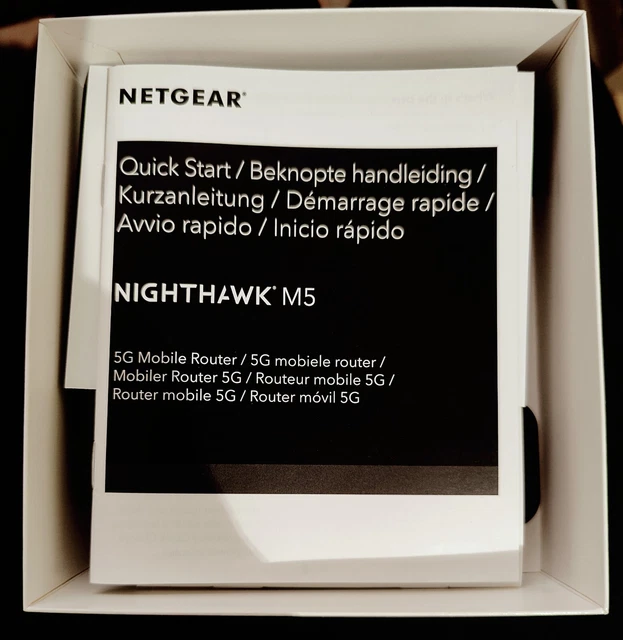 NETGEAR®
Quick Start / Beknopte handleiding /
Kurzanleitung / Démarrage rapide /
Avvio rapido / Inicio rápido
NIGHTHAWK® M5
5G Mobile Router / 5G mobiele router /
Mobiler Router 5G / Routeur mobile 5G /
Router mobile 5G / Router móvil 5G